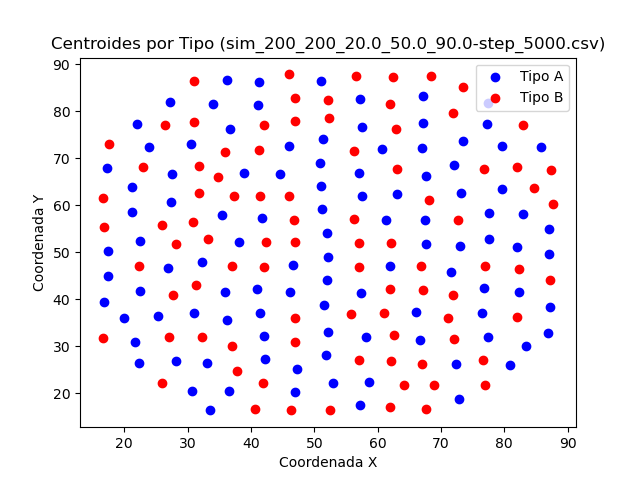 Centroides por Tipo (sim_200_200_20.0_50.0_90.0-step_5000.csv)
Tipo A
Tipo B
90
80
70
60
50
40
30
20
Coordenada Y
20 30 40 50 60 70 80 90
Coordenada X